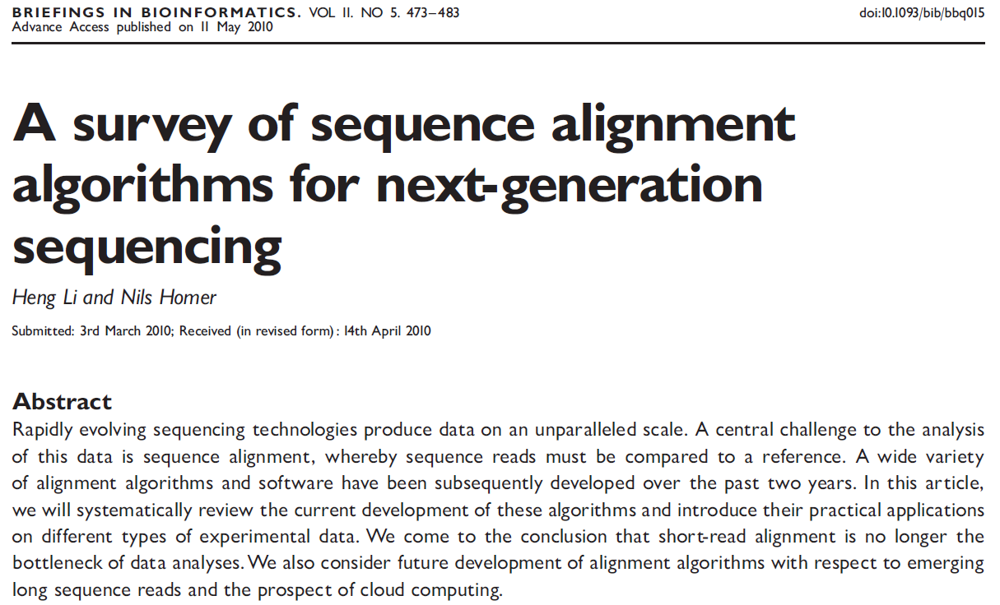 BRIEFINGS IN BIOINFORMATICS. VOL 11. NO 5. 473–483
doi:10.1093/bib/bbq015
Advance Access published on 11 May 2010
A survey of sequence alignment
algorithms for next-generation
sequencing
Heng Li and Nils Homer
Submitted: 3rd March 2010; Received (in revised form): 14th April 2010
Abstract
Rapidly evolving sequencing technologies produce data on an unparalleled scale. A central challenge to the analysis
of this data is sequence alignment, whereby sequence reads must be compared to a reference. A wide variety
of alignment algorithms and software have been subsequently developed over the past two years. In this article,
we will systematically review the current development of these algorithms and introduce their practical applications
on different types of experimental data. We come to the conclusion that short-read alignment is no longer the
bottleneck of data analyses. We also consider future development of alignment algorithms with respect to emerging
long sequence reads and the prospect of cloud computing.